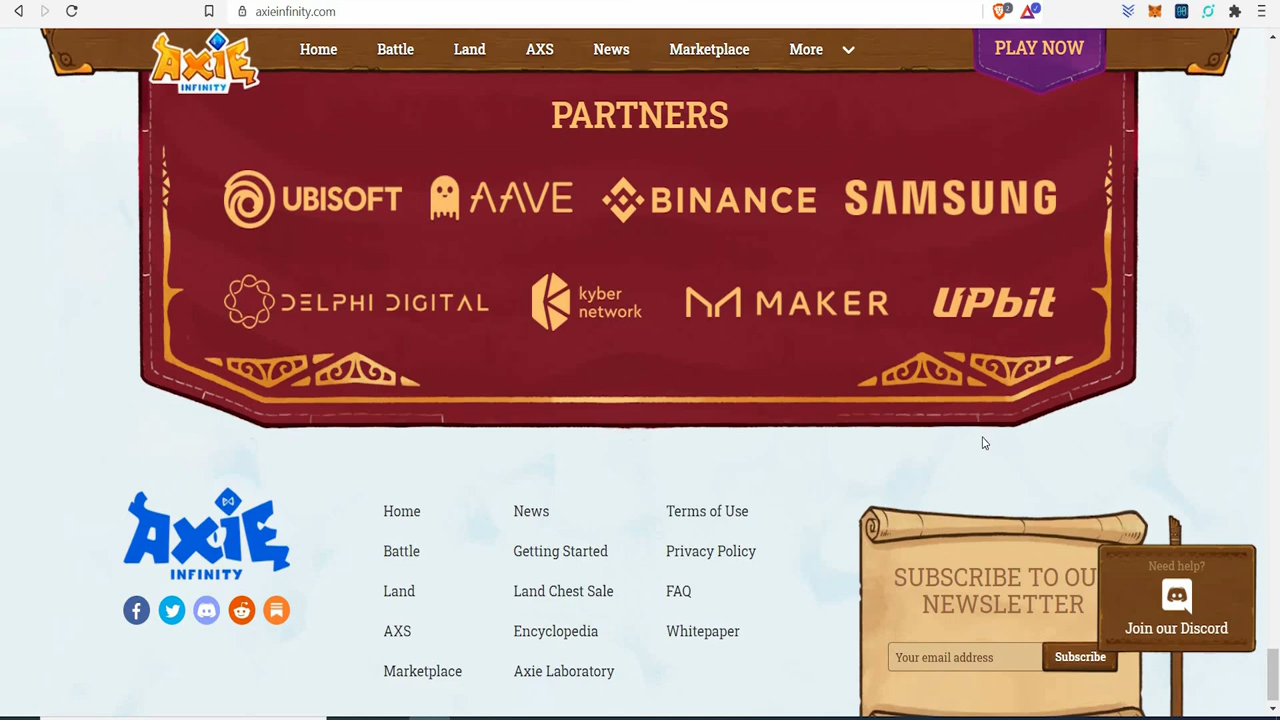 axieinfinity.com
2
AXIE
INFINITY
Home
Battle
Land
AXS
News
Marketplace
More
PLAY NOW
PARTNERS
UBISOFT
AAVE
BINANCE
SAMSUNG
DELPHI DIGITAL
kyber
network
MAKER
UPbit
AXIE
INFINITY
Home
Battle
Land
AXS
Marketplace
News
Getting Started
Land Chest Sale
Encyclopedia
Axie Laboratory
Terms of Use
Privacy Policy
FAQ
Whitepaper
SUBSCRIBE TO OU
NEWSLETTER
Your email address
Subscribe
Need help?
Join our Discord